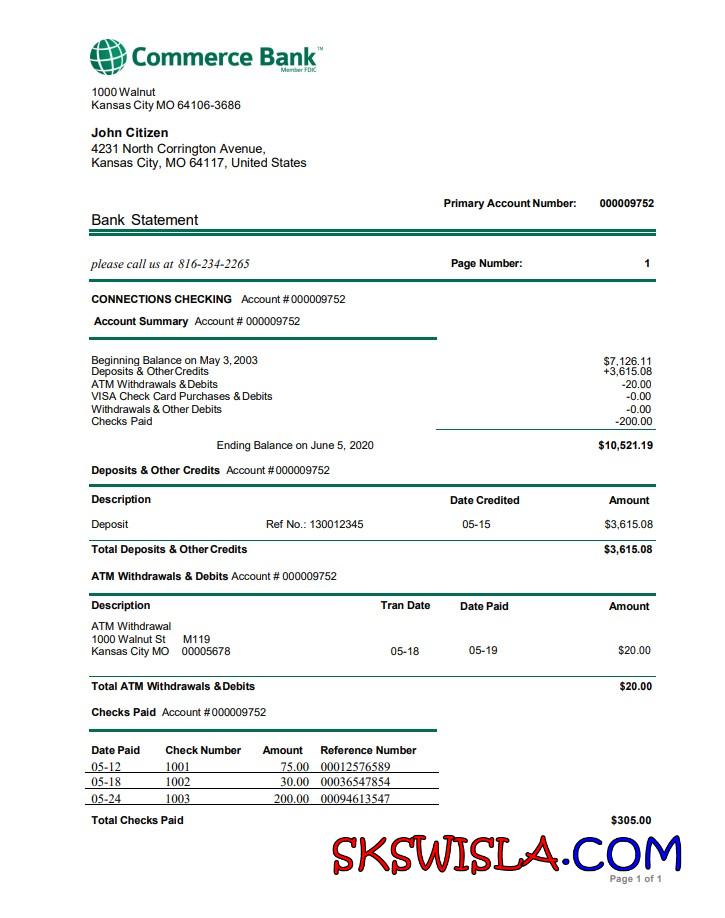 Commerce Bank™
Member FDIC
1000 Walnut
Kansas City MO 64106-3686
John Citizen
4231 North Corrington Avenue,
Kansas City, MO 64117, United States
Primary Account Number: 000009752
Bank Statement
please call us at 816-234-2265 Page Number: 1
CONNECTIONS CHECKING Account # 000009752
Account Summary Account # 000009752
Beginning Balance on May 3, 2003 $7,126.11
Deposits & Other Credits +3,615.08
ATM Withdrawals & Debits -20.00
VISA Check Card Purchases & Debits -0.00
Withdrawals & Other Debits -0.00
Checks Paid -200.00
Ending Balance on June 5, 2020 $10,521.19
Deposits & Other Credits Account # 000009752
Description Date Credited Amount
Deposit Ref No.: 130012345 05-15 $3,615.08
Total Deposits & Other Credits $3,615.08
ATM Withdrawals & Debits Account # 000009752
Description Tran Date Date Paid Amount
ATM Withdrawal
1000 Walnut St M119
Kansas City MO 00005678 05-18 05-19 $20.00
Total ATM Withdrawals & Debits $20.00
Checks Paid Account # 000009752
Date Paid Check Number Amount Reference Number
05-12 1001 75.00 00012576589
05-18 1002 30.00 00036547854
05-24 1003 200.00 00094613547
Total Checks Paid $305.00
SKSWISLA.COM
Page 1 of 1